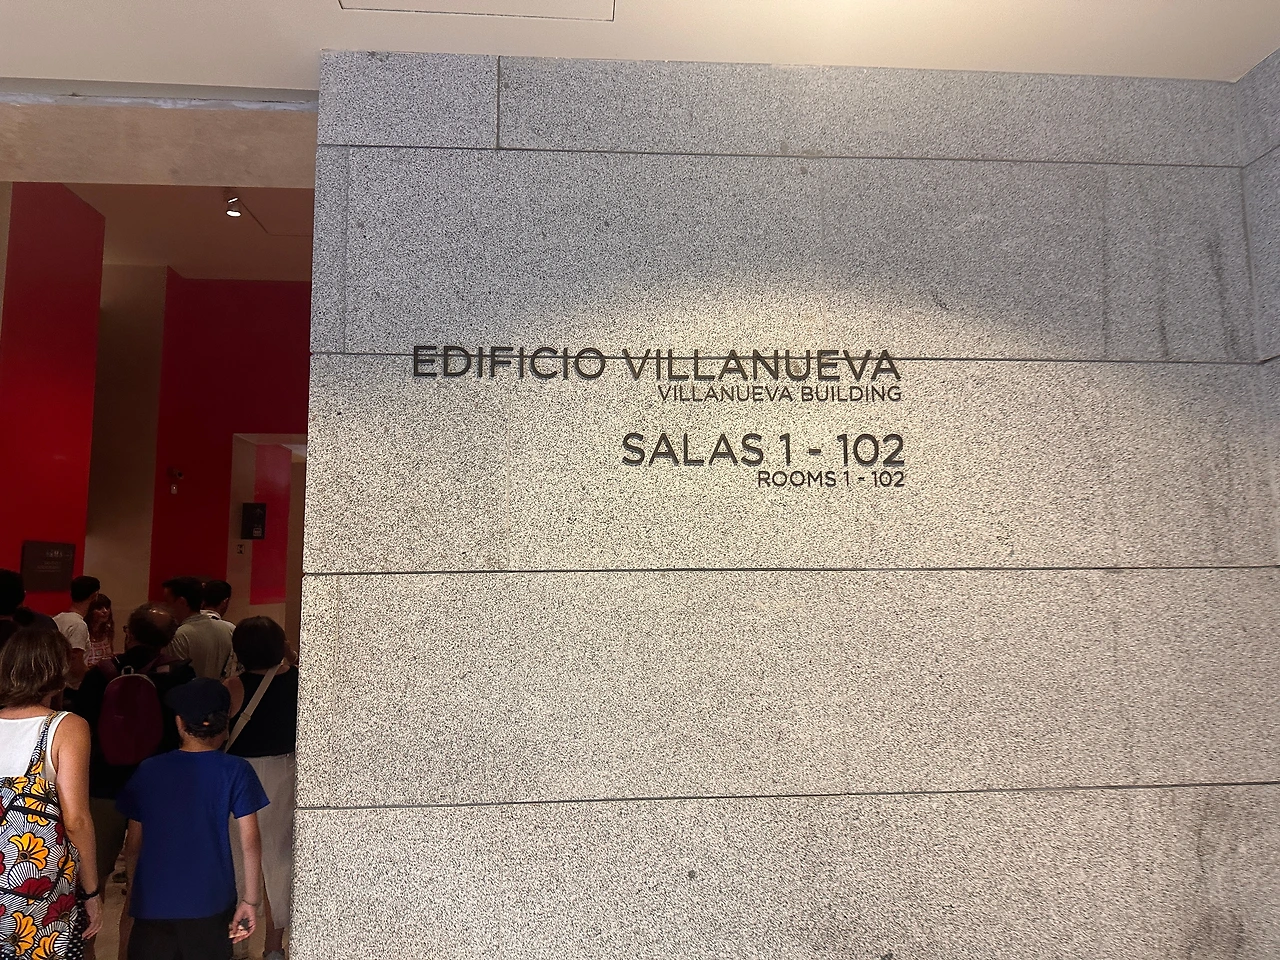 EDIFICIO VILLANUEVA
VILLANUEVA BUILDING
SALAS 1 - 102
ROOMS 1 - 102